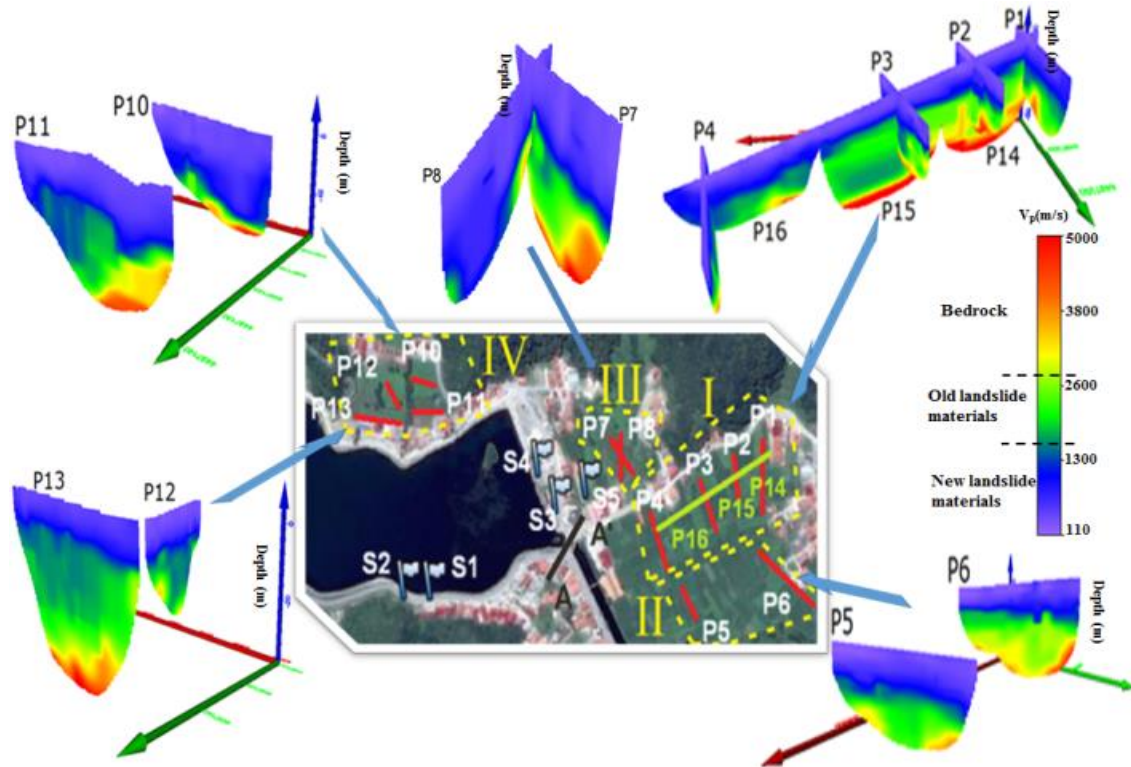 P1
P2
P3
P4
P14
P15
P16
Depth (m)
P10
P11
Depth (m)
Depth (m)
P7
P8
V_P(m/s)
5000
3800
2600
1300
110
Bedrock
Old landslide
materials
New landslide
materials
P12
P10
IV
P13
P11
III
I
P7
P8
P1
P2
P3
P14
P4
P15
P16
S4
S5
S3
A
A
S2
S1
II
P6
P5
P13
P12
Depth (m)
P6
P5
Depth (m)